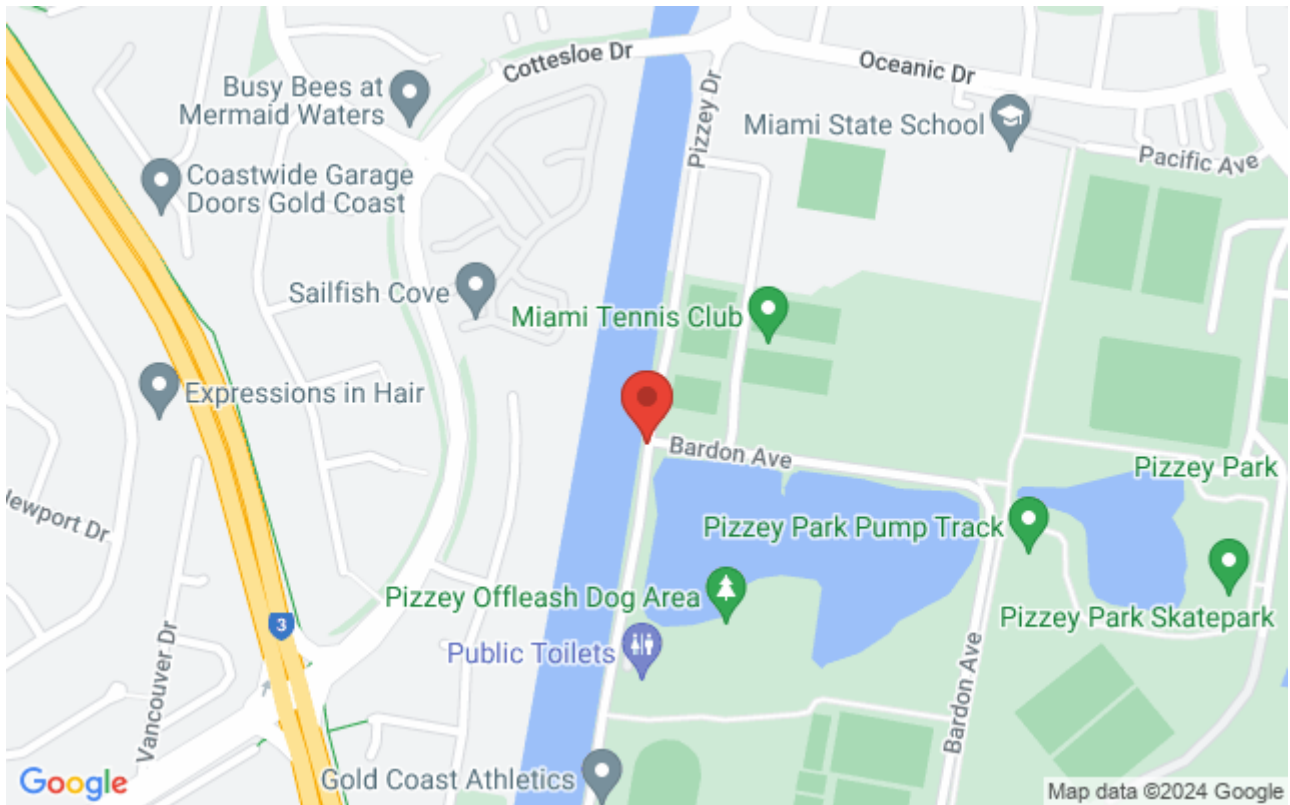 Cottesloe Dr
Oceanic Dr
Busy Bees at
Mermaid Waters
Pizzey Dr
Miami State School
Pacific Ave
Coastwide Garage
Doors Gold Coast
Sailfish Cove
Miami Tennis Club
Expressions in Hair
Bardon Ave
Pizzey Park
Newport Dr
Pizzey Park Pump Track
Pizzey Offleash Dog Area
Pizzey Park Skatepark
3
Public Toilets
Vancouver Dr
Bardon Ave
Gold Coast Athletics
Google
Map data ©2024 Google